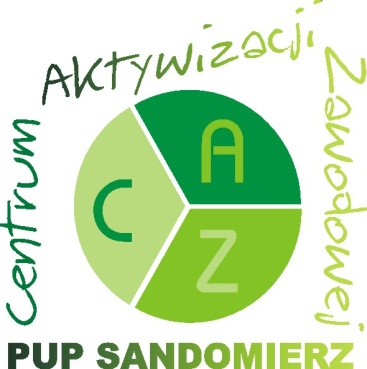 Centrum
Aktywizacji
Zawodowej
C
A
Z
PUP SANDOMIERZ